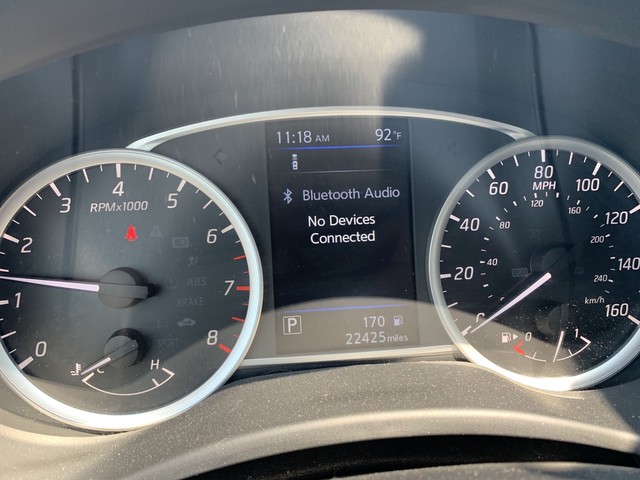 11:18 AM 92°F
Bluetooth Audio
No Devices
Connected
P 170
22425 miles
0 1 2 3 4 5 6 7 8
RPMx1000
ABS
BRAKE
C H
20 40 60 80 100 120 140 160
MPH
40 80 120 160 200 240
km/h
0 1